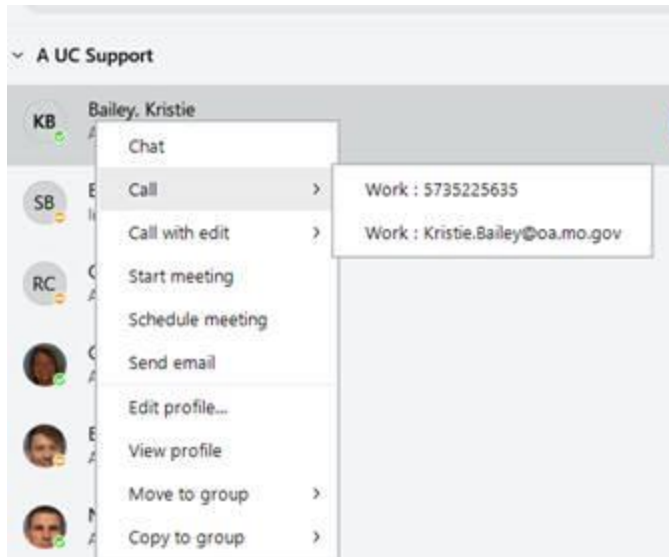 A UC Support
KB
Bailey, Kristie
A
Chat
Call
Work : 5735225635
Work : Kristie.Bailey@oa.mo.gov
SB
Call with edit
RC
Start meeting
Schedule meeting
Send email
Edit profile...
View profile
Move to group
Copy to group